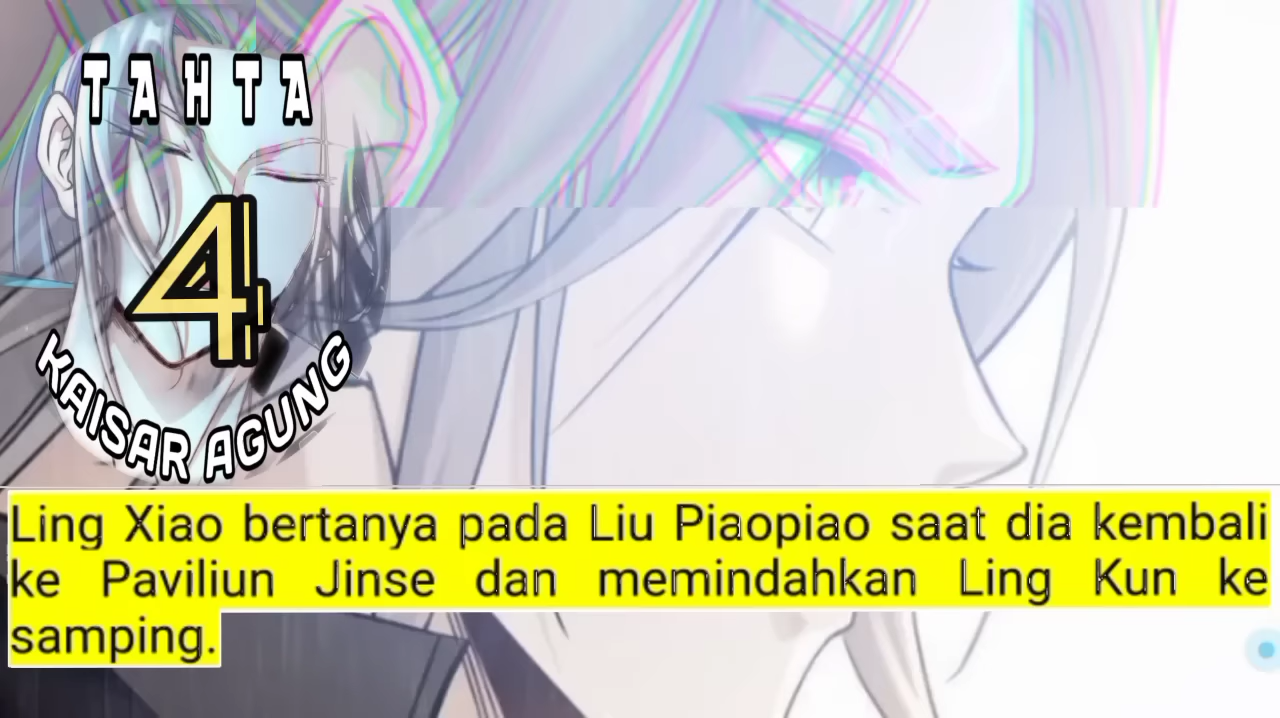 TAHTA
4
KAISAR AGUNG
Ling Xiao bertanya pada Liu Piaopiao saat dia kembali
ke Paviliun Jinse dan memindahkan Ling Kun ke
samping.